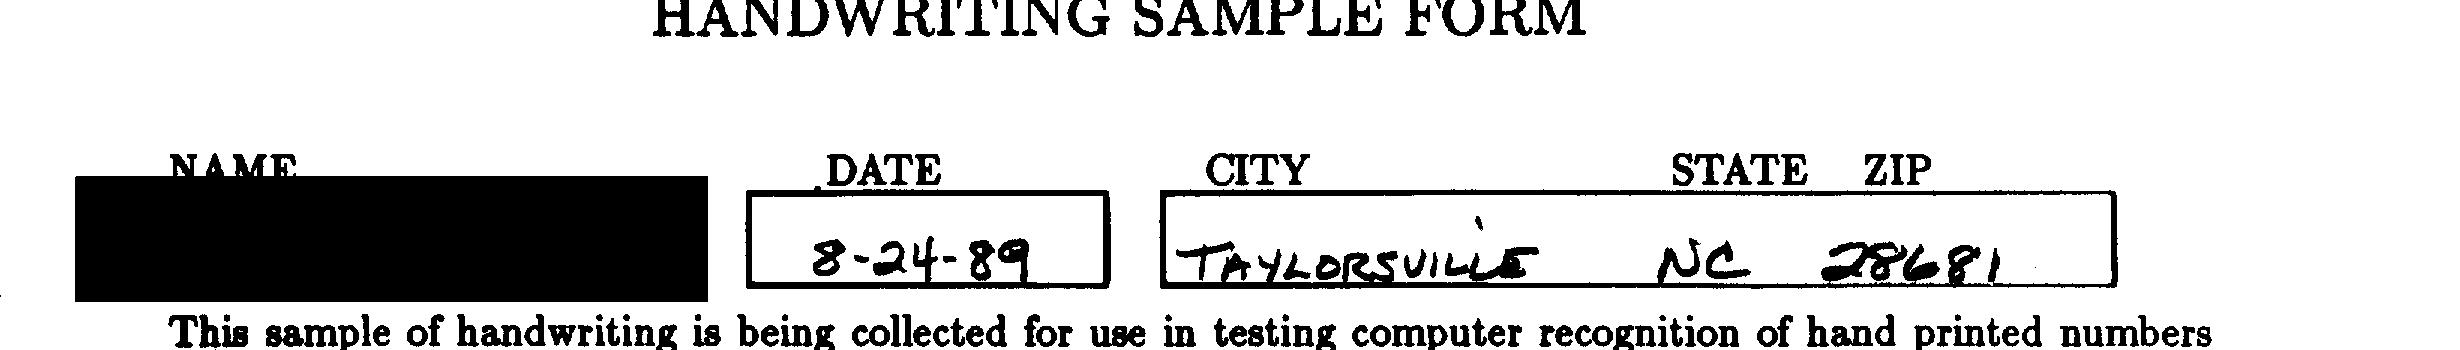 HANDWRITING SAMPLE FORM
NAME DATE CITY STATE ZIP
8-24-89 TAYLORSVILLE NC 28681
This sample of handwriting is being collected for use in testing computer recognition of hand printed numbers